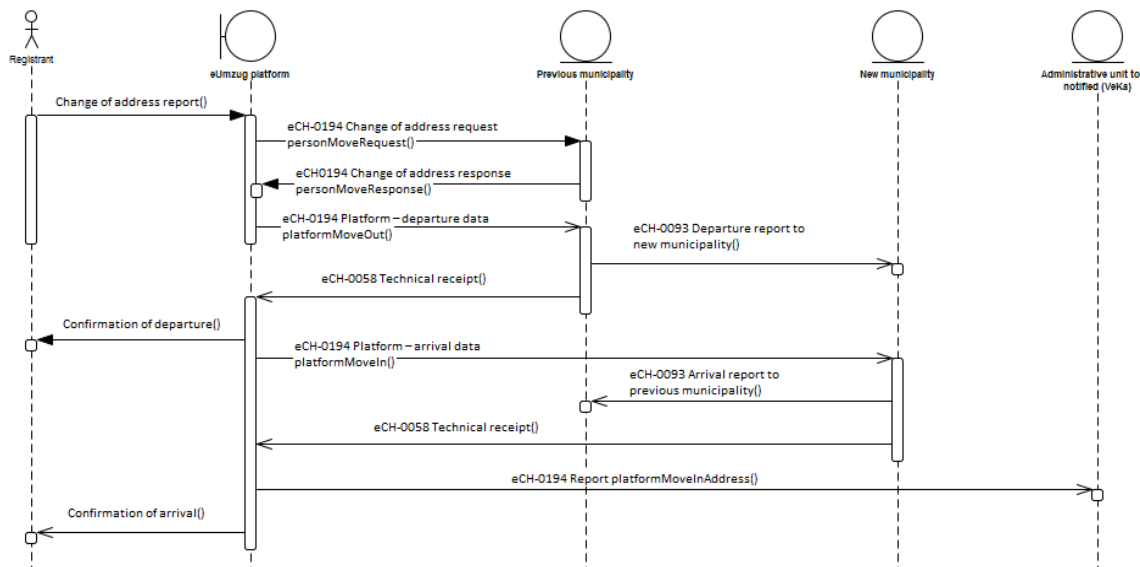 Registrant
eUmzug platform
Previous municipality
New municipality
Administrative unit to
notified (VeKa)
Change of address report()
eCH-0194 Change of address request
personMoveRequest()
eCH0194 Change of address response
personMoveResponse()
eCH-0194 Platform – departure data
platformMoveOut()
eCH-0093 Departure report to
new municipality()
eCH-0058 Technical receipt()
Confirmation of departure()
eCH-0194 Platform – arrival data
platformMoveIn()
eCH-0093 Arrival report to
previous municipality()
eCH-0058 Technical receipt()
eCH-0194 Report platformMoveInAddress()
Confirmation of arrival()